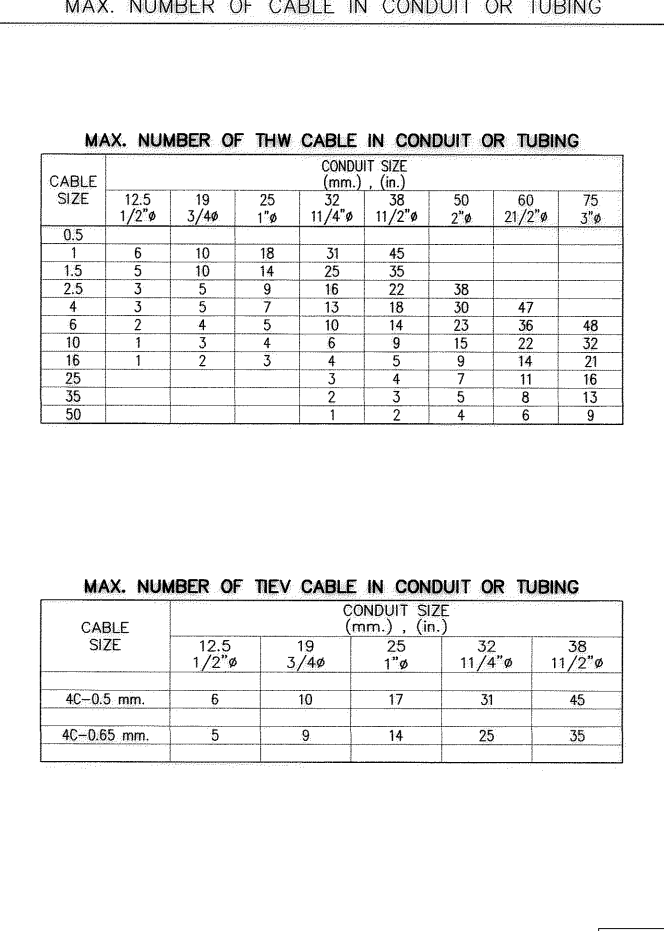 MAX. NUMBER OF CABLE IN CONDUIT OR TUBING
MAX. NUMBER OF THW CABLE IN CONDUIT OR TUBING
CABLE SIZE CONDUIT SIZE
(mm.) , (in.)
12.5 19 25 32 38 50 60 75
1/2"ø 3/4ø 1"ø 11/4"ø 11/2"ø 2"ø 21/2"ø 3"ø
0.5
1 6 10 18 31 45
1.5 5 10 14 25 35
2.5 3 5 9 16 22 38
4 3 5 7 13 18 30 47
6 2 4 5 10 14 23 36 48
10 1 3 4 6 9 15 22 32
16 1 2 3 4 5 9 14 21
25 3 4 7 11 16
35 2 3 5 8 13
50 1 2 4 6 9
MAX. NUMBER OF TIEV CABLE IN CONDUIT OR TUBING
CABLE SIZE CONDUIT SIZE
(mm.) , (in.)
12.5 19 25 32 38
1/2"ø 3/4ø 1"ø 11/4"ø 11/2"ø
4C-0.5 mm. 6 10 17 31 45
4C-0.65 mm. 5 9 14 25 35